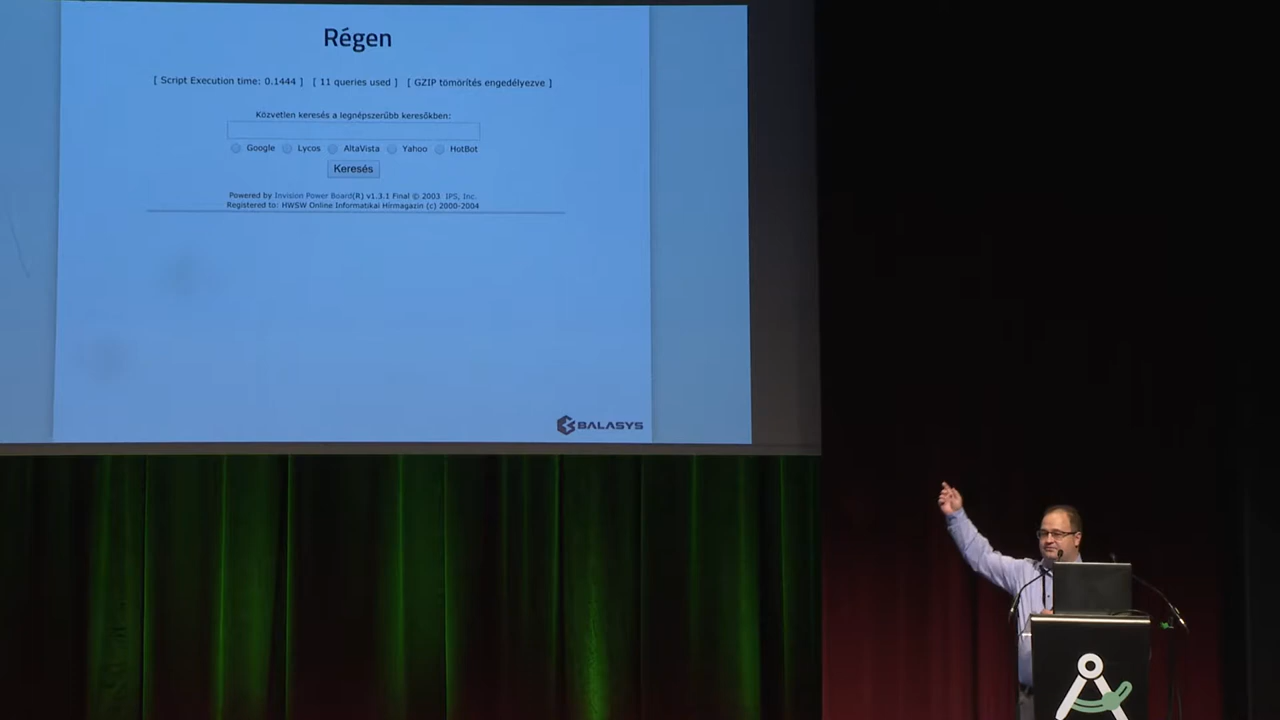 Régen
[ Script Execution time: 0.1444 ] [ 11 queries used ] [ GZIP tömörítés engedélyezve ]
Közvetlen keresés a legnépszerűbb keresőkben:
Google Lycos AltaVista Yahoo HotBot
Keresés
Powered by Invision Power Board(R) v1.3.1 Final © 2003 IPS, Inc.
Registered to: HWSW Online Informatikai Hírmagazin (c) 2000-2004
BALASYS